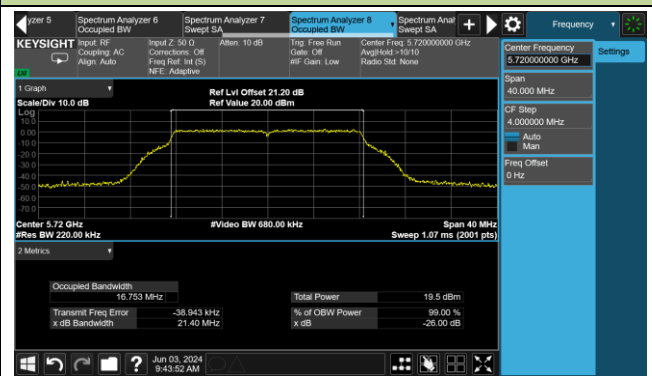 yzer 5
Spectrum Analyzer 6
Occupied BW
Spectrum Analyzer 7
Swept SA
Spectrum Analyzer 8
Occupied BW
Spectrum Anal
Swept SA
Frequency
KEYSIGHT
Input: RF
Coupling: AC
Align: Auto
Input Z: 50 Ω
Corrections: Off
Freq Ref: Int (S)
NFE: Adaptive
Atten: 10 dB
Trig: Free Run
Gate: Off
#IF Gain: Low
Center Freq: 5.720000000 GHz
Avg|Hold:>10/10
Radio Std: None
Center Frequency
5.720000000 GHz
Settings
Span
40.000 MHz
CF Step
4.000000 MHz
Auto
Man
Freq Offset
0 Hz
1 Graph
Scale/Div 10.0 dB
Ref Lvl Offset 21.20 dB
Ref Value 20.00 dBm
Log
10.0
0.00
-10.0
-20.0
-30.0
-40.0
-50.0
-60.0
-70.0
Center 5.72 GHz
#Res BW 220.00 kHz
#Video BW 680.00 kHz
Span 40 MHz
Sweep 1.07 ms (2001 pts)
2 Metrics
Occupied Bandwidth
16.753 MHz
Total Power 19.5 dBm
Transmit Freq Error -38.943 kHz
% of OBW Power 99.00 %
x dB Bandwidth 21.40 MHz
x dB -26.00 dB
?
Jun 03, 2024
9:43:52 AM